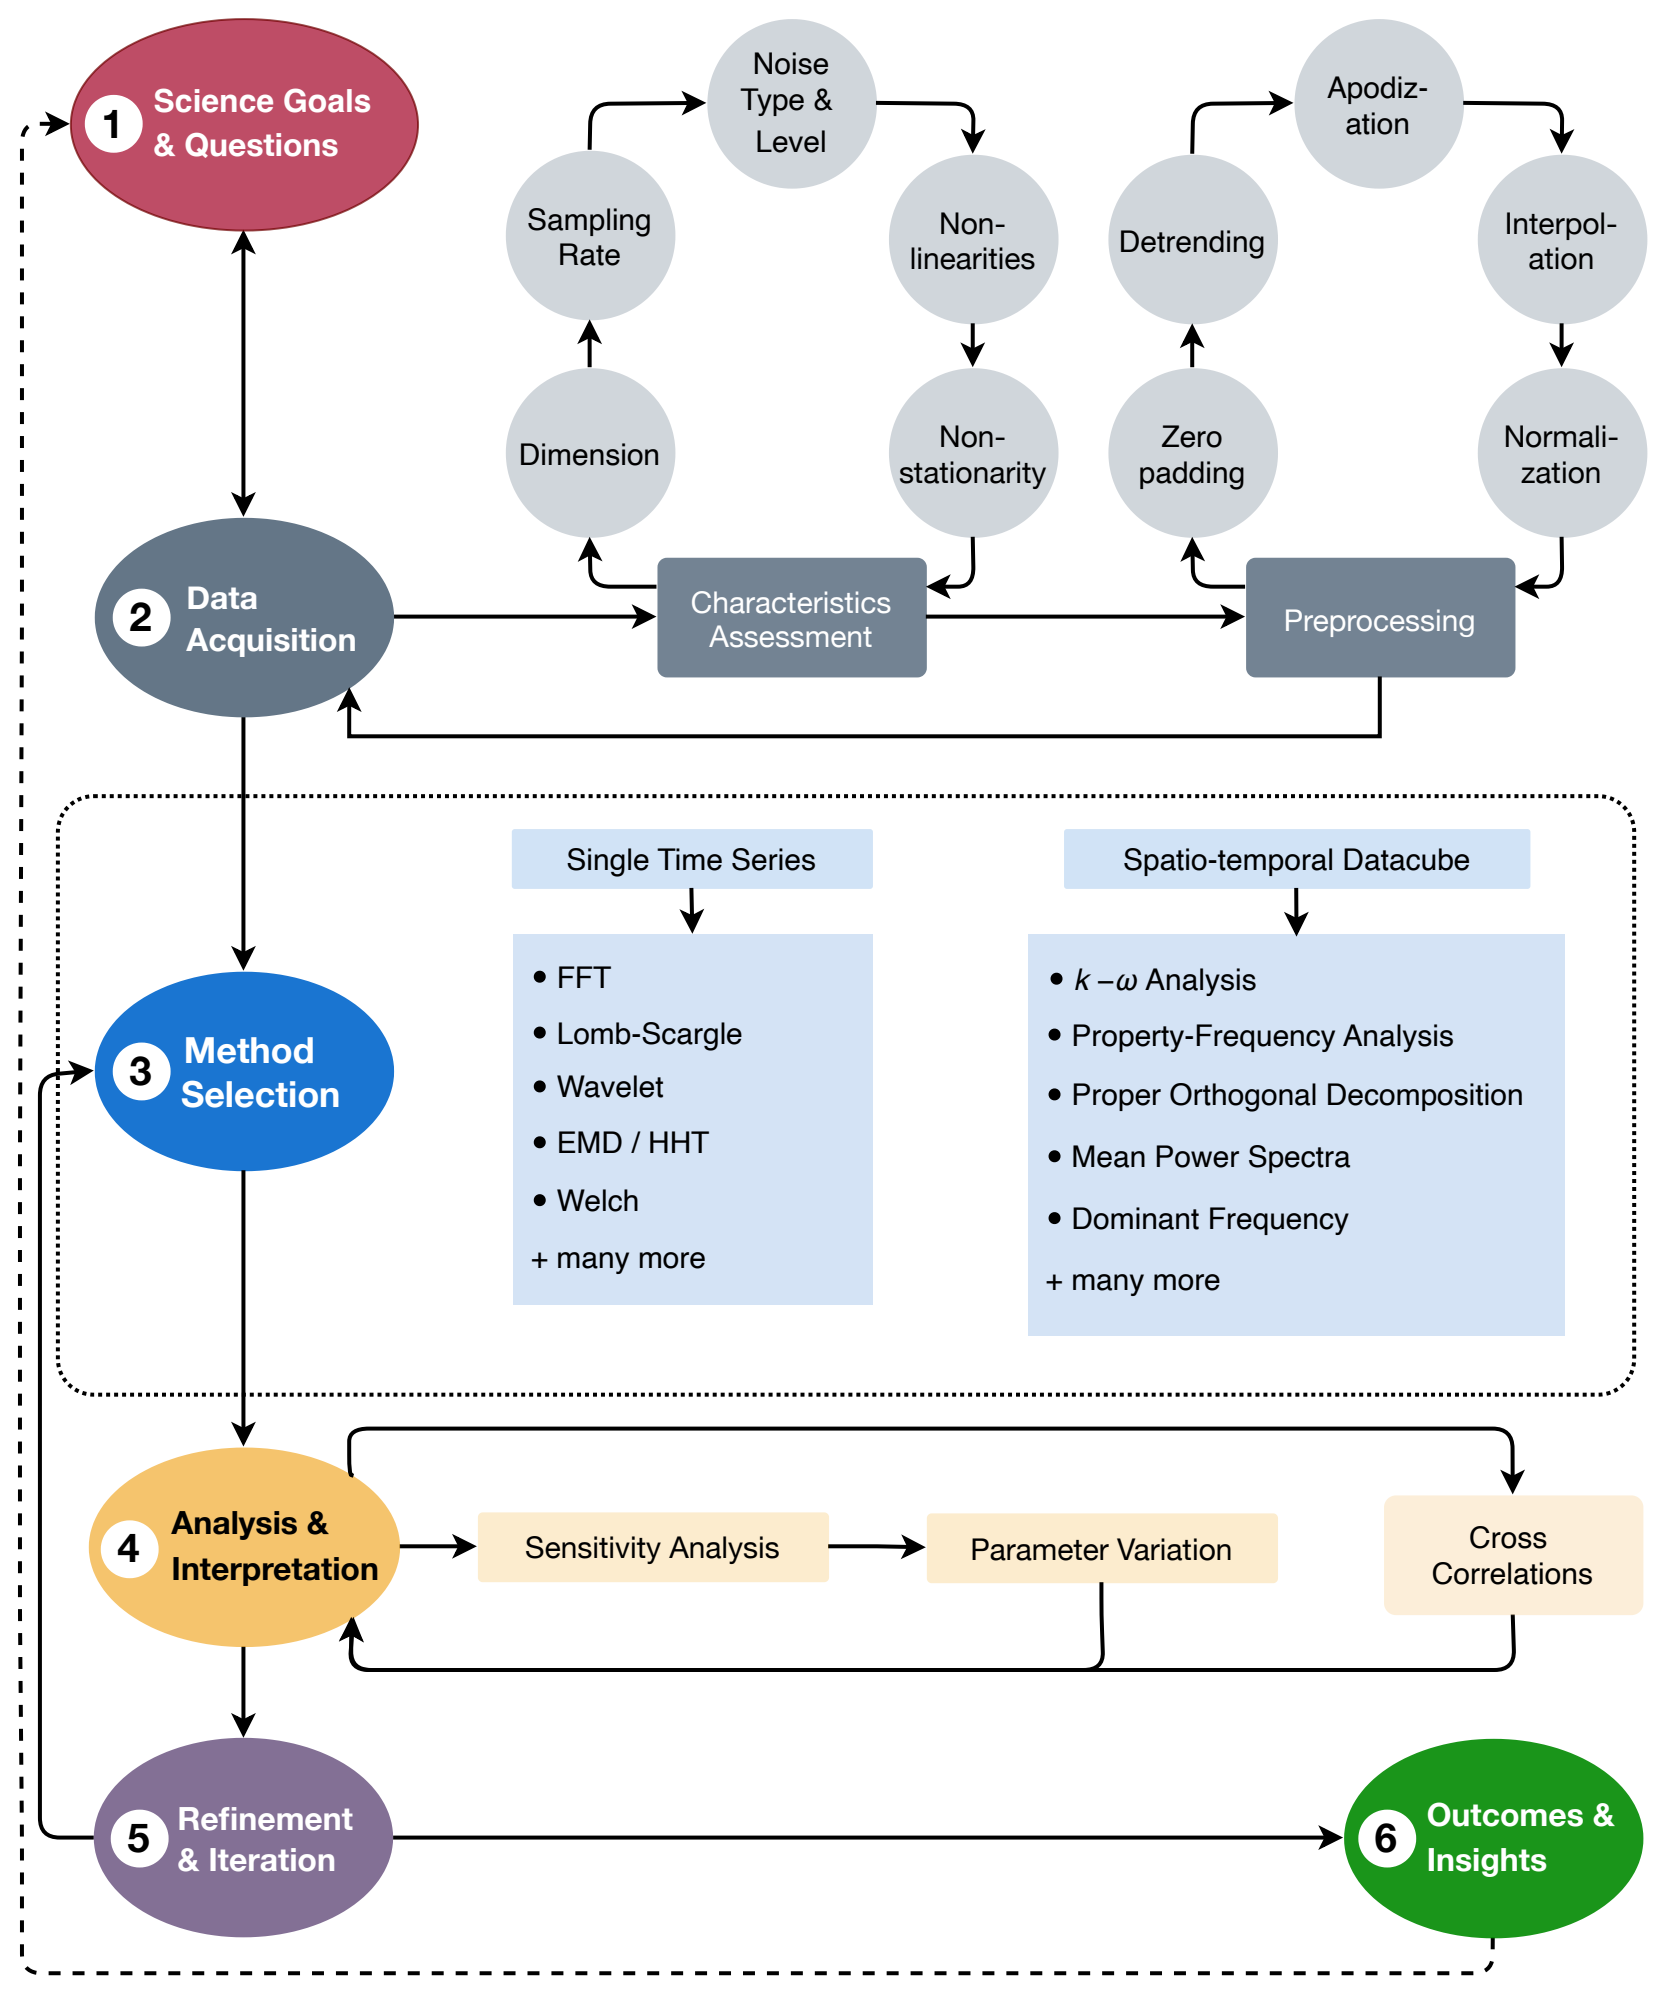 1
Science Goals
& Questions
Noise
Type &
Level
Sampling
Rate
Non-
linearities
Dimension
Non-
stationarity
Apodiz-
ation
Detrending
Interpol-
ation
Zero
padding
Normali-
zation
2
Data
Acquisition
Characteristics
Assessment
Preprocessing
3
Method
Selection
Single Time Series
• FFT
• Lomb-Scargle
• Wavelet
• EMD / HHT
• Welch
+ many more
Spatio-temporal Datacube
• k – ω Analysis
• Property-Frequency Analysis
• Proper Orthogonal Decomposition
• Mean Power Spectra
• Dominant Frequency
+ many more
4
Analysis &
Interpretation
Sensitivity Analysis
Parameter Variation
Cross
Correlations
5
Refinement
& Iteration
6
Outcomes &
Insights